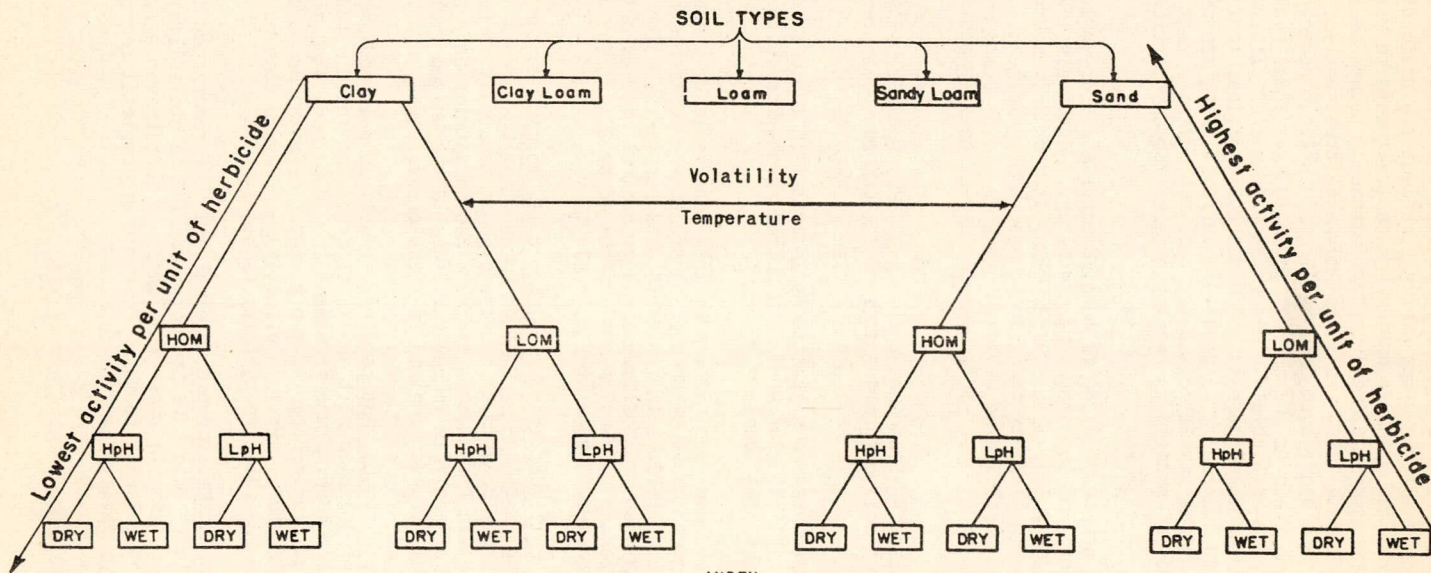 SOIL TYPES
Clay
Clay Loam
Loam
Sandy Loam
Sand
Lowest activity per unit of herbicide
Highest activity per unit of herbicide
Volatility
Temperature
HOM
LOM
HOM
LOM
HpH
LpH
HpH
LpH
HpH
LpH
HpH
LpH
DRY
WET
DRY
WET
DRY
WET
DRY
WET
DRY
WET
DRY
WET
DRY
WET
DRY
WET